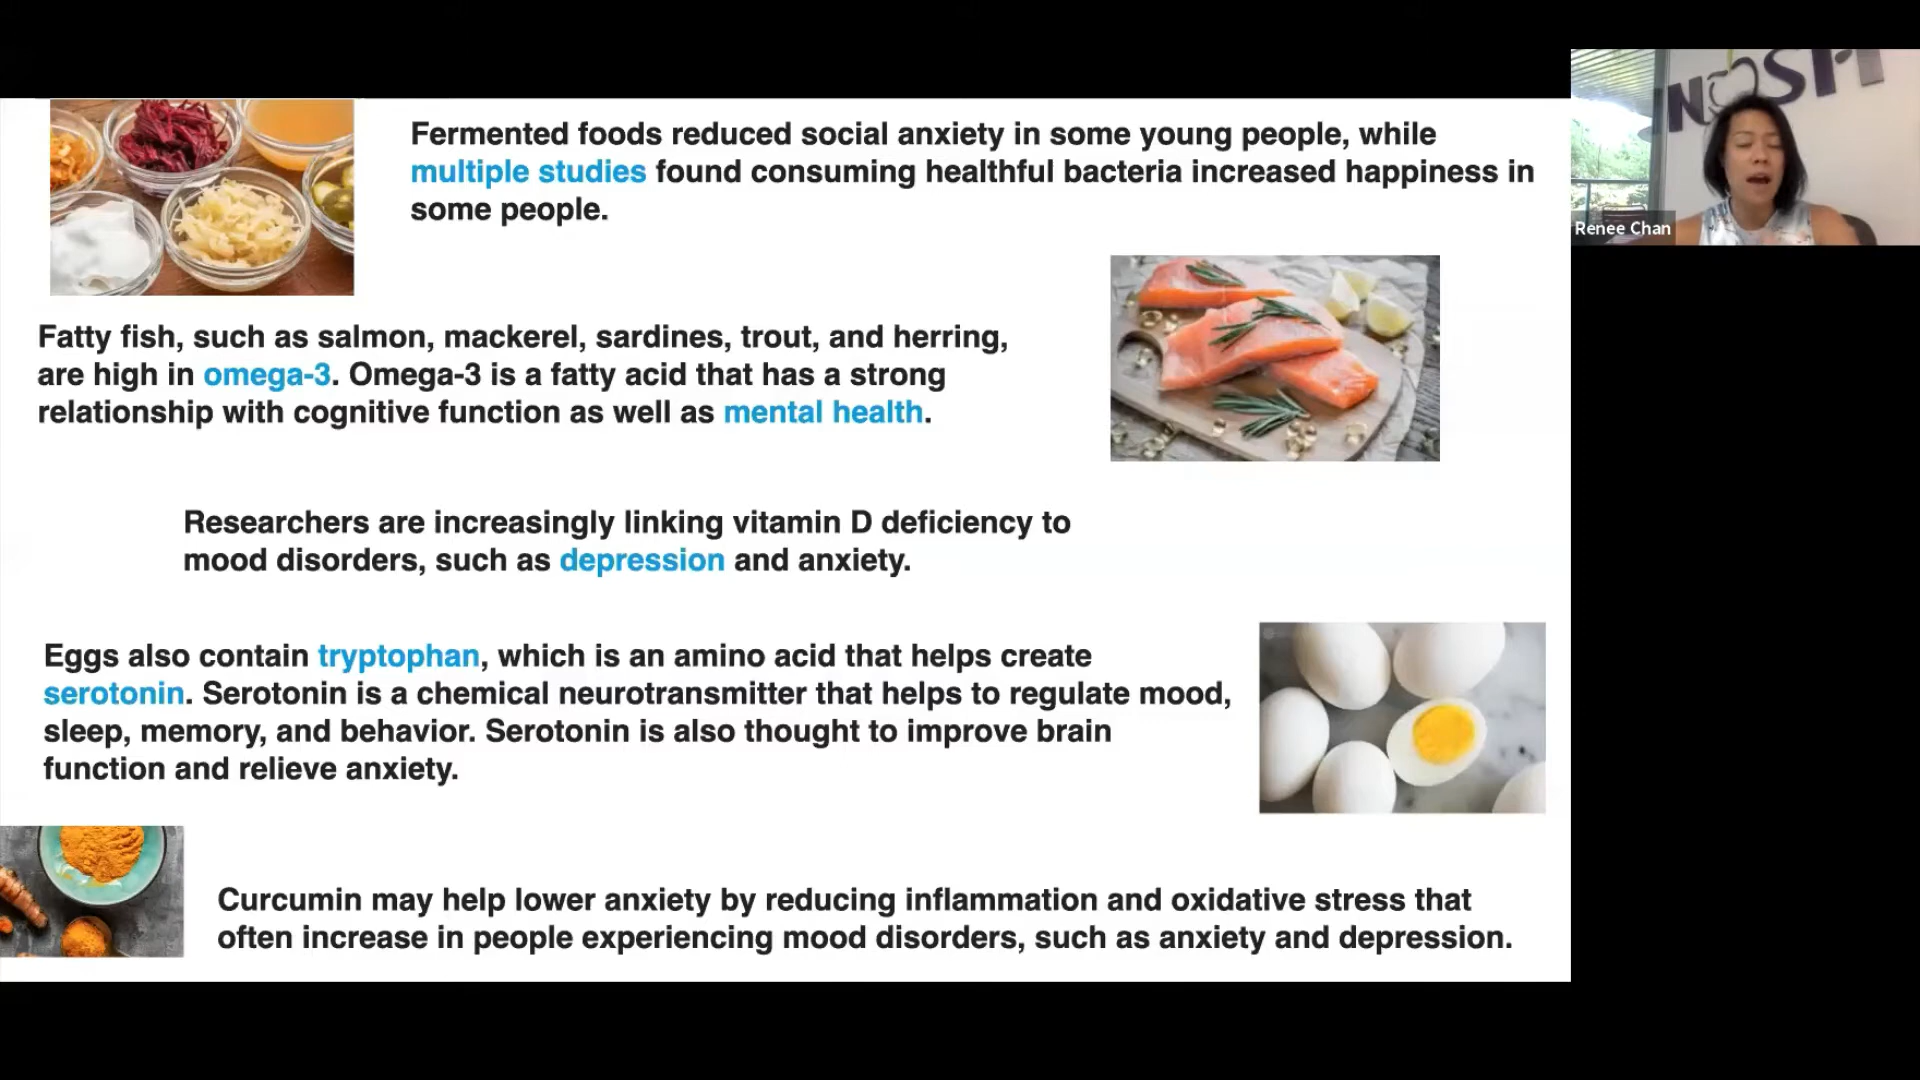 Fermented foods reduced social anxiety in some young people, while
multiple studies found consuming healthful bacteria increased happiness in
some people.
NOSH
Renee Chan
Fatty fish, such as salmon, mackerel, sardines, trout, and herring,
are high in omega-3. Omega-3 is a fatty acid that has a strong
relationship with cognitive function as well as mental health.
Researchers are increasingly linking vitamin D deficiency to
mood disorders, such as depression and anxiety.
Eggs also contain tryptophan, which is an amino acid that helps create
serotonin. Serotonin is a chemical neurotransmitter that helps to regulate mood,
sleep, memory, and behavior. Serotonin is also thought to improve brain
function and relieve anxiety.
Curcumin may help lower anxiety by reducing inflammation and oxidative stress that
often increase in people experiencing mood disorders, such as anxiety and depression.